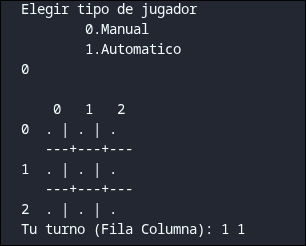 Elegir tipo de jugador
0.Manual
1.Automatico
0
0 1 2
0 . | . | .
---+---+---
1 . | . | .
---+---+---
2 . | . | .
Tu turno (Fila Columna): 1 1